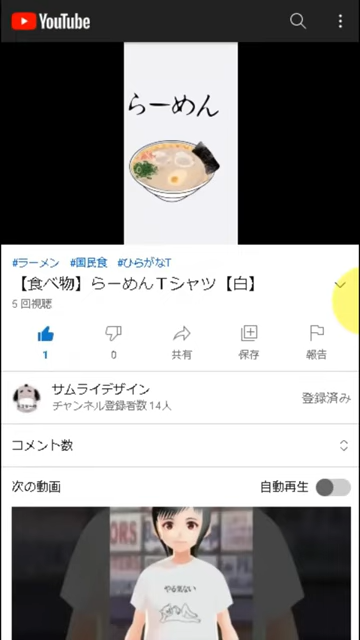 YouTube
らーめん
#ラーメン #国民食 #ひらがなT
【食べ物】らーめんTシャツ【白】
5 回視聴
1 0 共有 保存 報告
サムライデザイン
チャンネル登録者数 14人
登録済み
コメント数
次の動画 自動再生
ORS
やる気ない